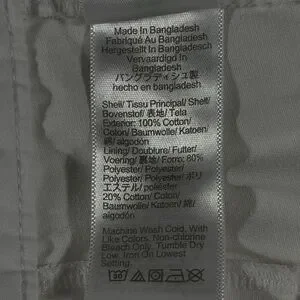 Made In Bangladesh
Fabriqué Au Bangladesh
Hergestellt In Bangladesh
Vervaardigd In
Bangladesh
バングラディシュ製
hecho en bangladesh
Shell/ Tissu Principal/ Shell/
Bovenstof/ 表地/ Tela
Exterior: 100% Cotton/
Coton/ Baumwolle/ Katoen/
綿/ algodón
Lining/ Doublure/ Futter/
Voering/ 裏地/ Forro: 80%
Polyester/ Polyester/
Polyester/ Polyester/ ポリ
エステル/ poliéster
20% Cotton/ Coton/
Baumwolle/ Katoen/ 綿/
algodón
Machine Wash Cold, With
Like Colors. Non-chlorine
Bleach Only. Tumble Dry
Low. Iron On Lowest
Setting.
30